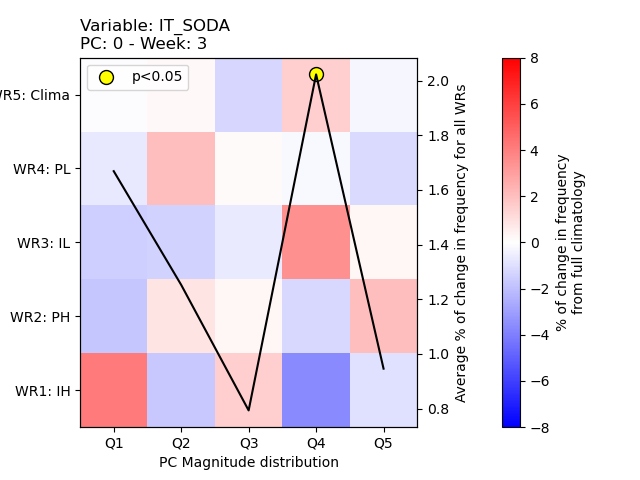 Variable: IT_SODA
PC: 0 - Week: 3
p<0.05
R5: Clima
WR4: PL
WR3: IL
WR2: PH
WR1: IH
Q1 Q2 Q3 Q4 Q5
PC Magnitude distribution
2.0
1.8
1.6
1.4
1.2
1.0
0.8
Average % of change in frequency for all WRs
8
6
4
2
0
−2
−4
−6
−8
% of change in frequency
from full climatology